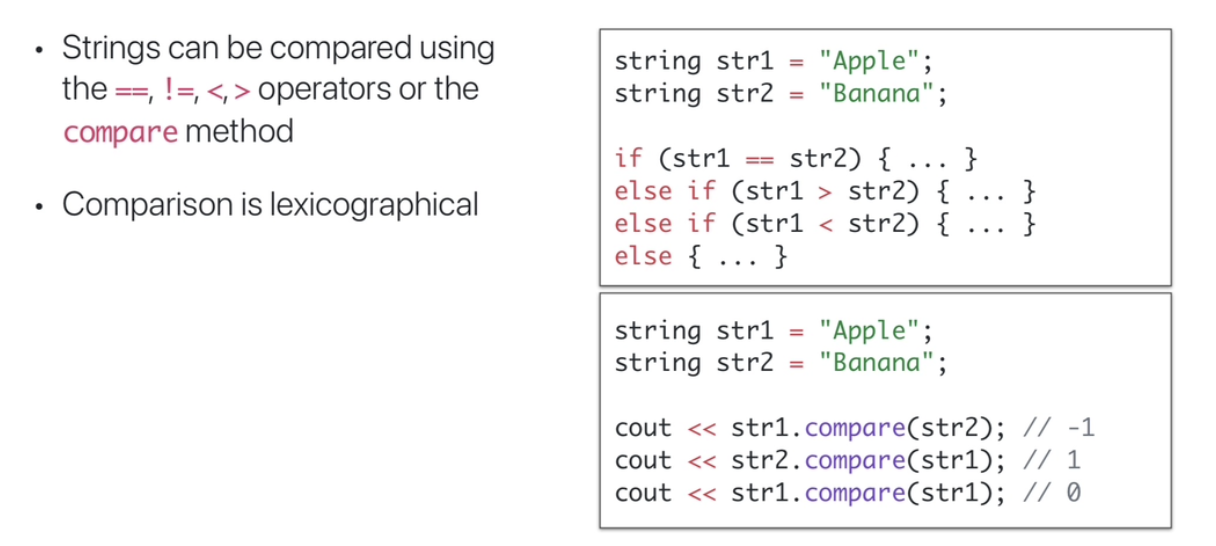 • Strings can be compared using
the ==, !=, <, > operators or the
compare method
• Comparison is lexicographical
string str1 = "Apple";
string str2 = "Banana";
if (str1 == str2) { ... }
else if (str1 > str2) { ... }
else if (str1 < str2) { ... }
else { ... }
string str1 = "Apple";
string str2 = "Banana";
cout << str1.compare(str2); // -1
cout << str2.compare(str1); // 1
cout << str1.compare(str1); // 0